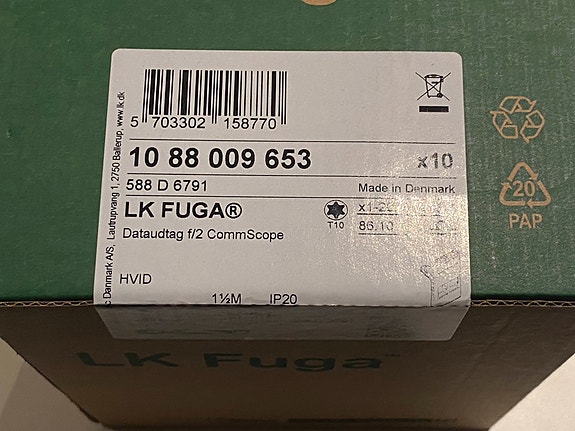 5 703302 158770
10 88 009 653 x10
588 D 6791 Made in Denmark
LK FUGA®
T10
86,10
Dataudtag f/2 CommScope
HVID
1½M IP20
Danmark A/S, Lautrupvang 1, 2750 Ballerup, www.lk.dk
20
PAP
LK Fuga™